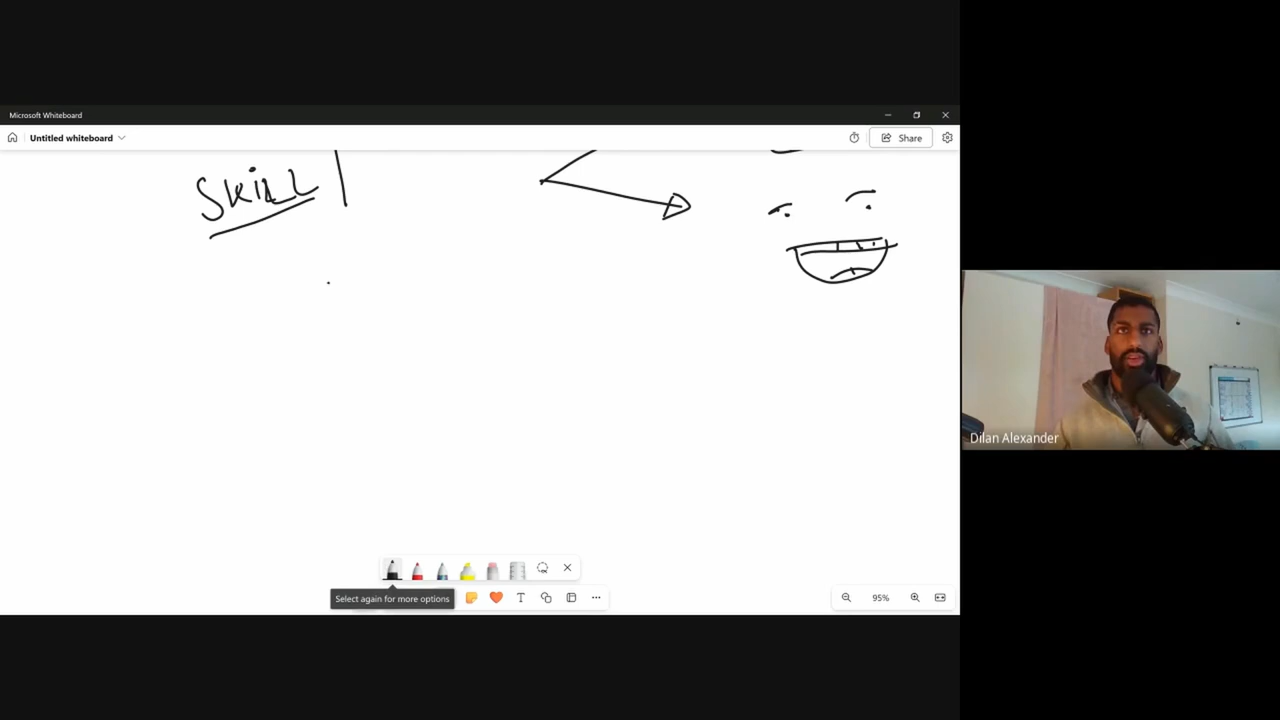 Microsoft Whiteboard
Untitled whiteboard
Share
SKILL
Dilan Alexander
Select again for more options
95%